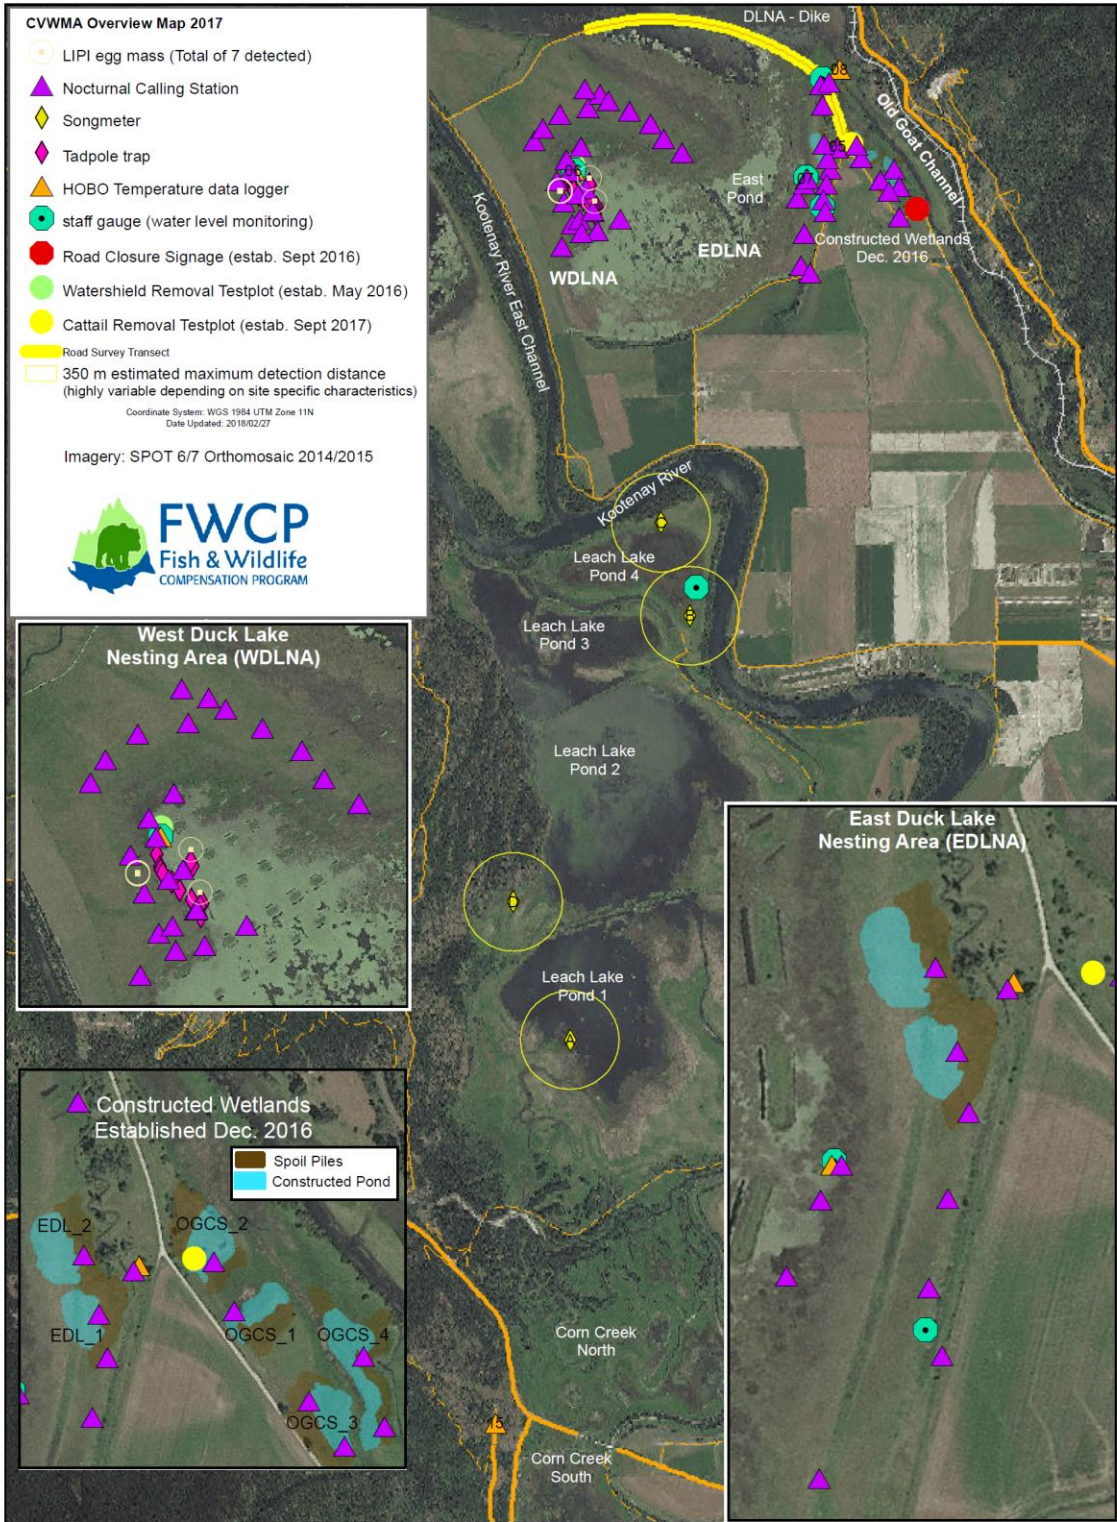 CVWMA Overview Map 2017
LIPI egg mass (Total of 7 detected)
Nocturnal Calling Station
Songmeter
Tadpole trap
HOBO Temperature data logger
staff gauge (water level monitoring)
Road Closure Signage (estab. Sept 2016)
Watershield Removal Testplot (estab. May 2016)
Cattail Removal Testplot (estab. Sept 2017)
Road Survey Transect
350 m estimated maximum detection distance
(highly variable depending on site specific characteristics)
Coordinate System: WGS 1984 UTM Zone 11N
Date Updated: 2018/02/27
Imagery: SPOT 6/7 Orthomosaic 2014/2015
FWCP
Fish & Wildlife
COMPENSATION PROGRAM
DLNA - Dike
08
Old Goat Channel
05
06
07
East
Pond
EDLNA
WDLNA
Constructed Wetlands
Dec. 2016
Kootenay River East Channel
Kootenay River
Leach Lake
Pond 4
Leach Lake
Pond 3
Leach Lake
Pond 2
Leach Lake
Pond 1
Corn Creek
North
15
Corn Creek
South
West Duck Lake
Nesting Area (WDLNA)
Constructed Wetlands
Established Dec. 2016
Spoil Piles
Constructed Pond
EDL_2
OGCS_2
EDL_1
OGCS_1
OGCS_4
OGCS_3
East Duck Lake
Nesting Area (EDLNA)